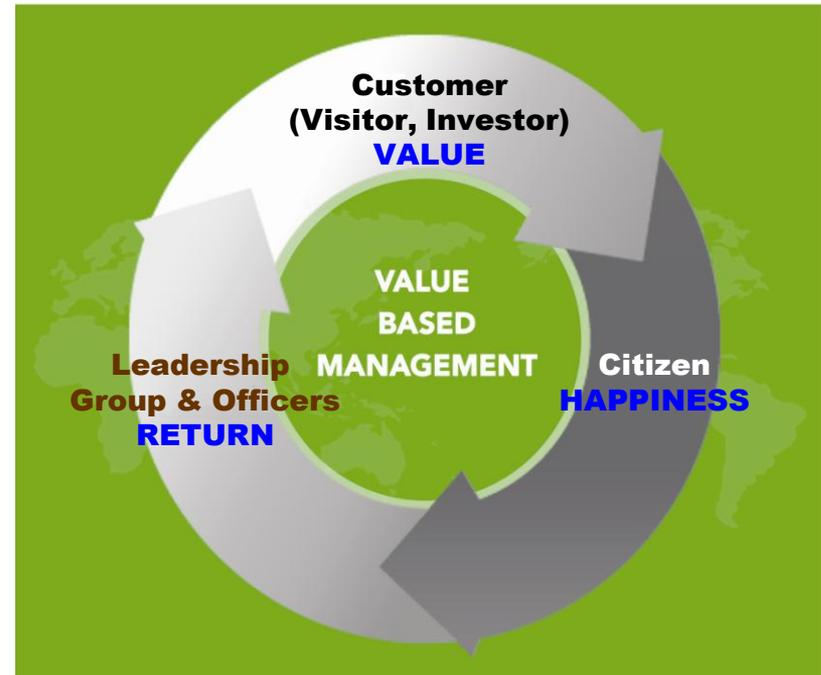 Customer
(Visitor, Investor)
VALUE
VALUE
BASED
MANAGEMENT
Leadership
Group & Officers
RETURN
Citizen
HAPPINESS